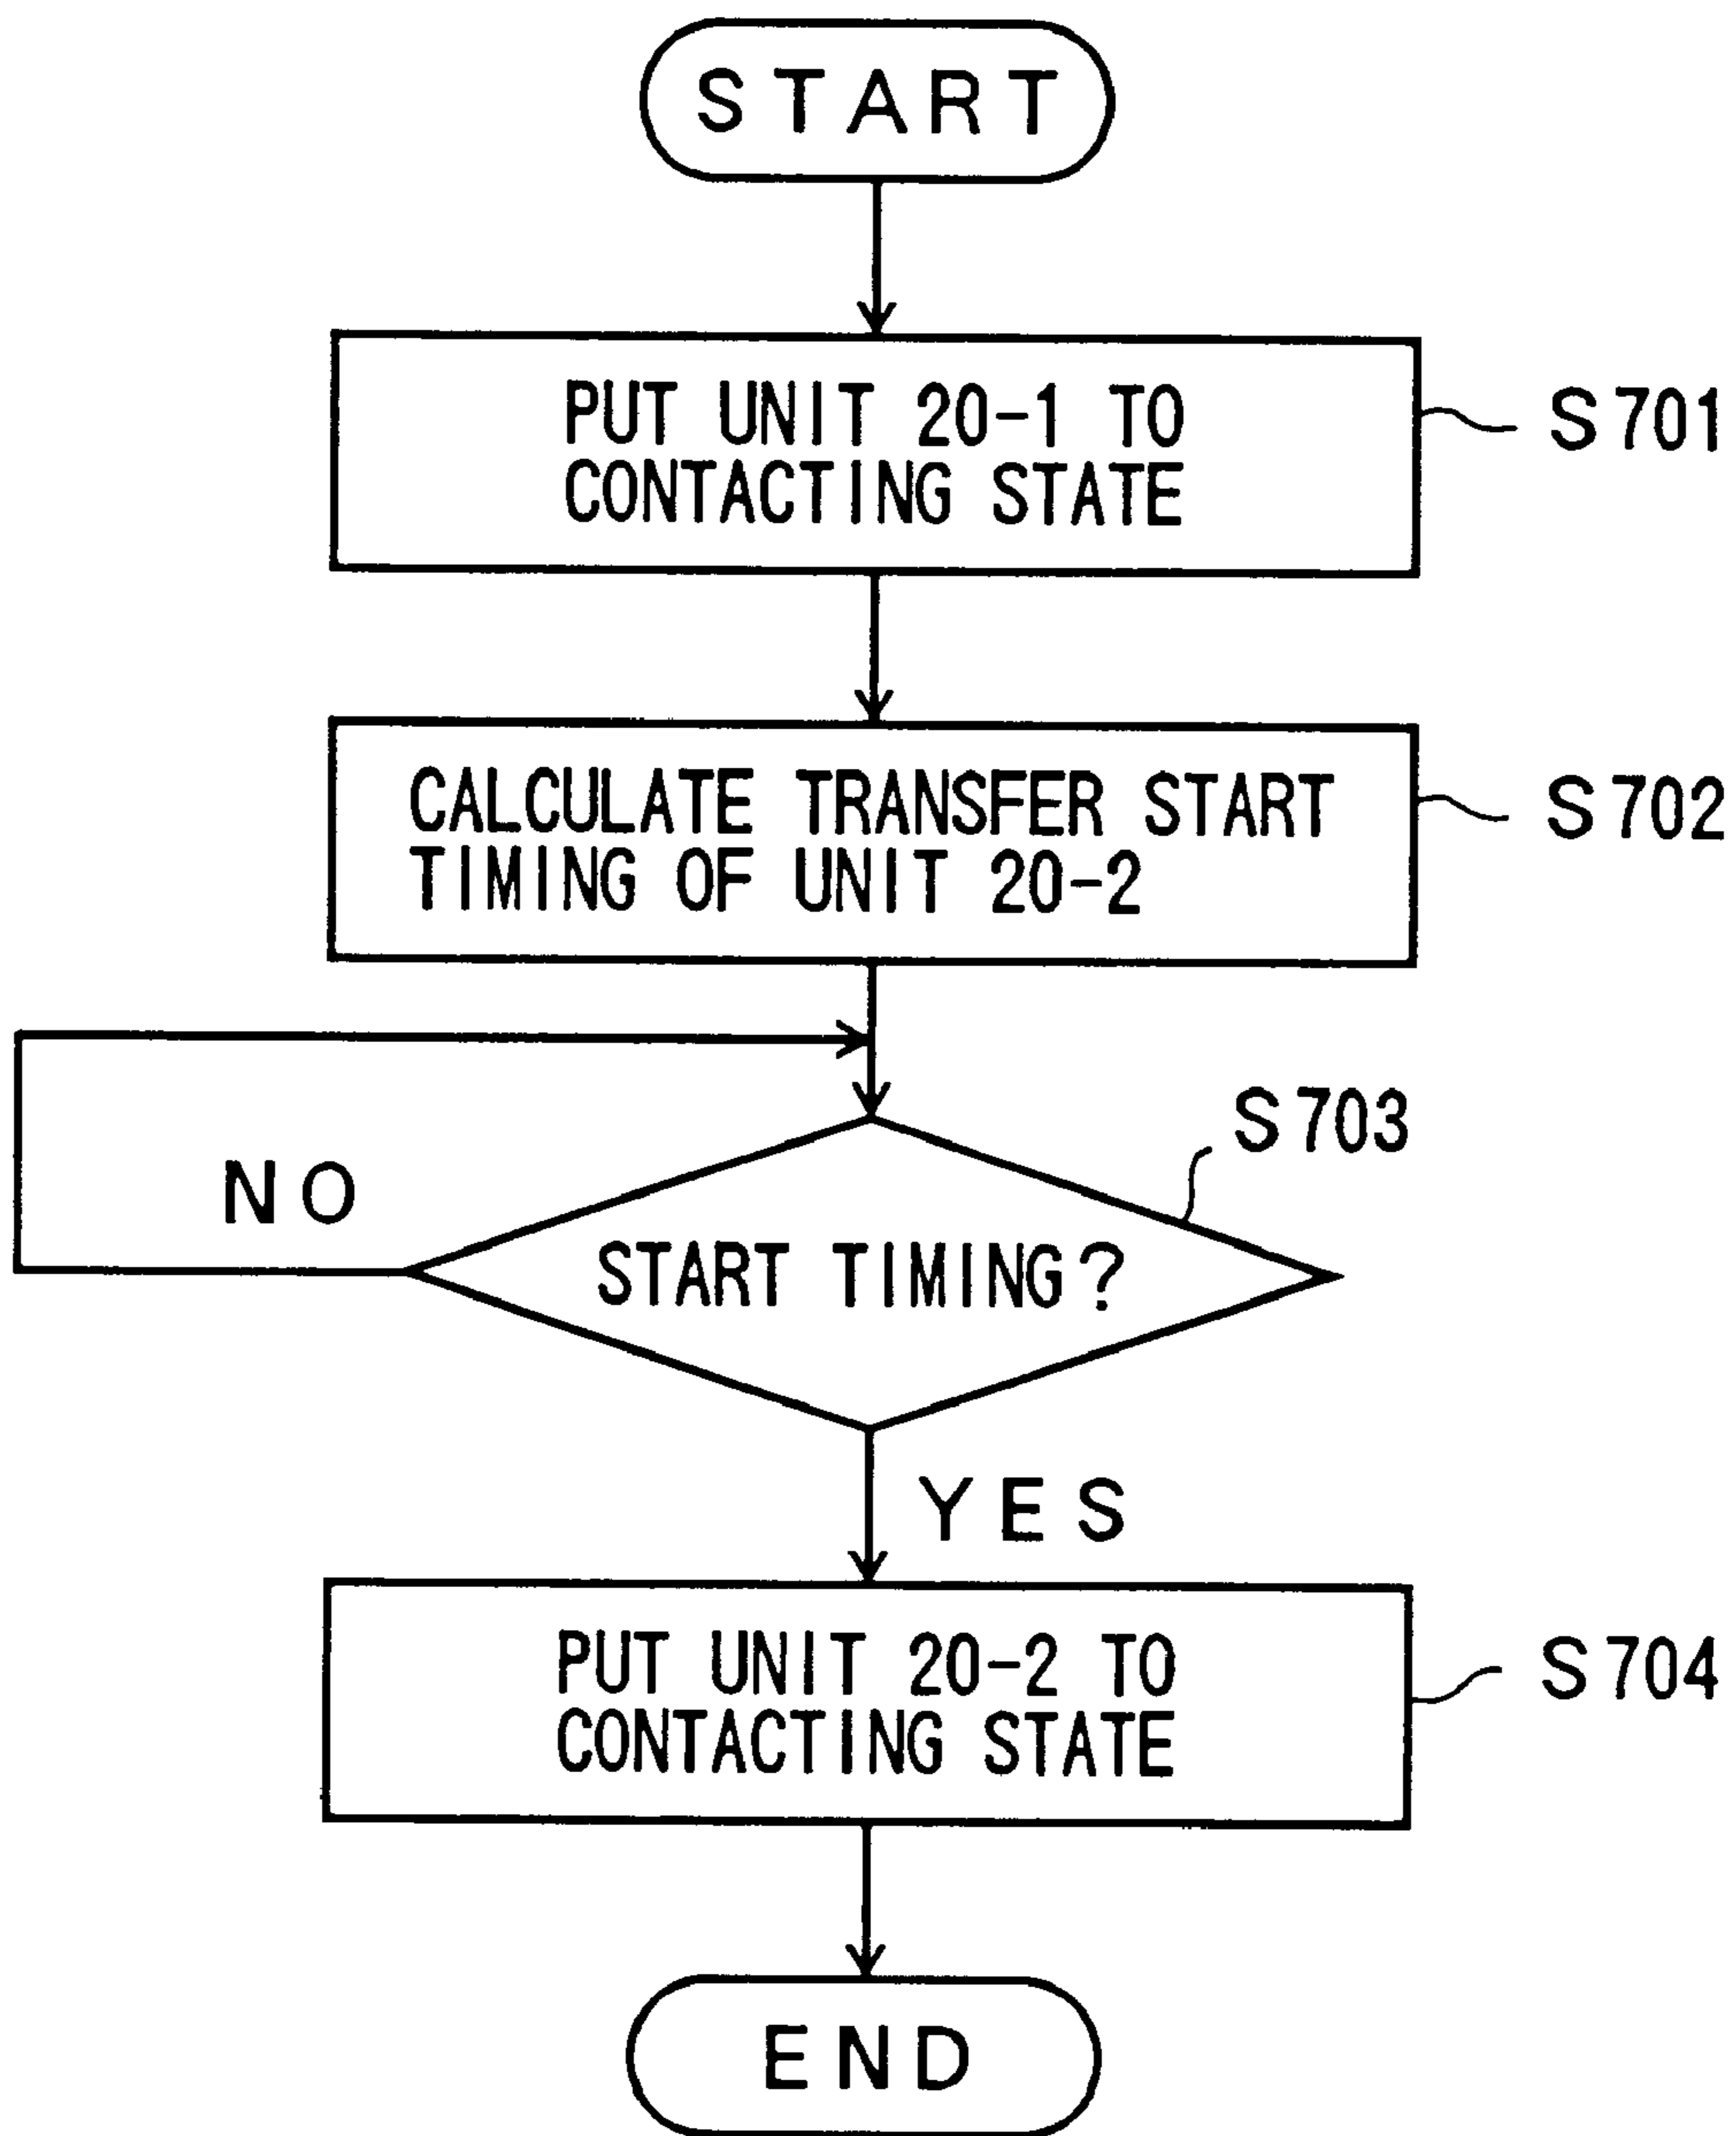 START
PUT UNIT 20-1 TO
CONTACTING STATE
S701
CALCULATE TRANSFER START
TIMING OF UNIT 20-2
S702
S703
NO
START TIMING?
YES
PUT UNIT 20-2 TO
CONTACTING STATE
S704
END